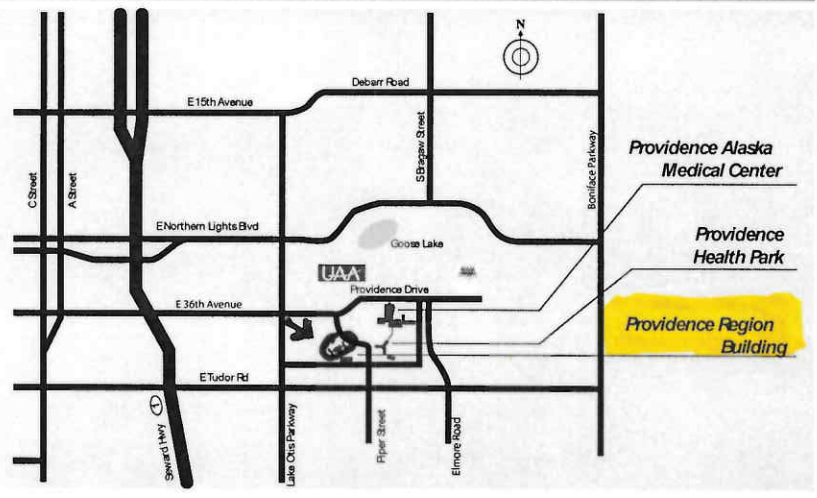 N
Debarr Road
E 15th Avenue
S Bragaw Street
Boniface Parkway
C Street
A Street
Providence Alaska
Medical Center
E Northern Lights Blvd
Goose Lake
Providence
Health Park
UAA
Providence Drive
E 36th Avenue
Providence Region
Building
E Tudor Rd
1
Seward Hwy
Lake Otis Parkway
Piper Street
Elmore Road